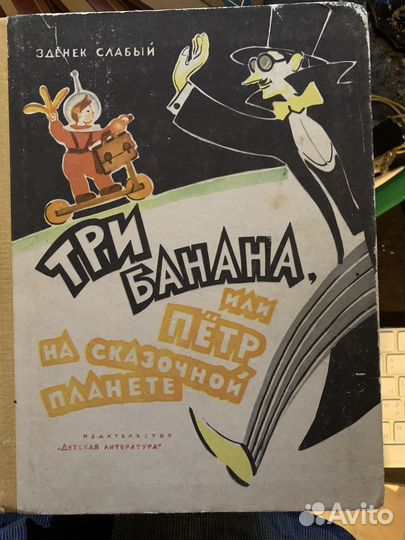 ЗДЕНЕК СЛАБЫЙ
ТРИ
БАНАНА,
ИЛИ
ПЁТР
НА СКАЗОЧНОЙ
ПЛАНЕТЕ
ИЗДАТЕЛЬСТВО
„ДЕТСКАЯ ЛИТЕРАТУРА"
Avito